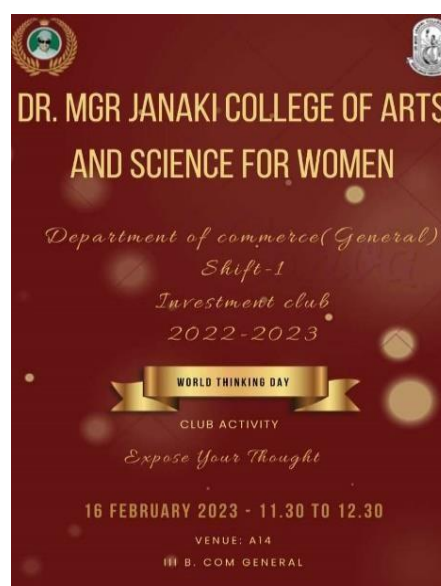 DR. MGR JANAKI COLLEGE OF ARTS
AND SCIENCE FOR WOMEN
Department of commerce(General)
Shift-1
Investment club
2022-2023
WORLD THINKING DAY
CLUB ACTIVITY
Expose Your Thought
16 FEBRUARY 2023 - 11.30 TO 12.30
VENUE: A14
III B. COM GENERAL